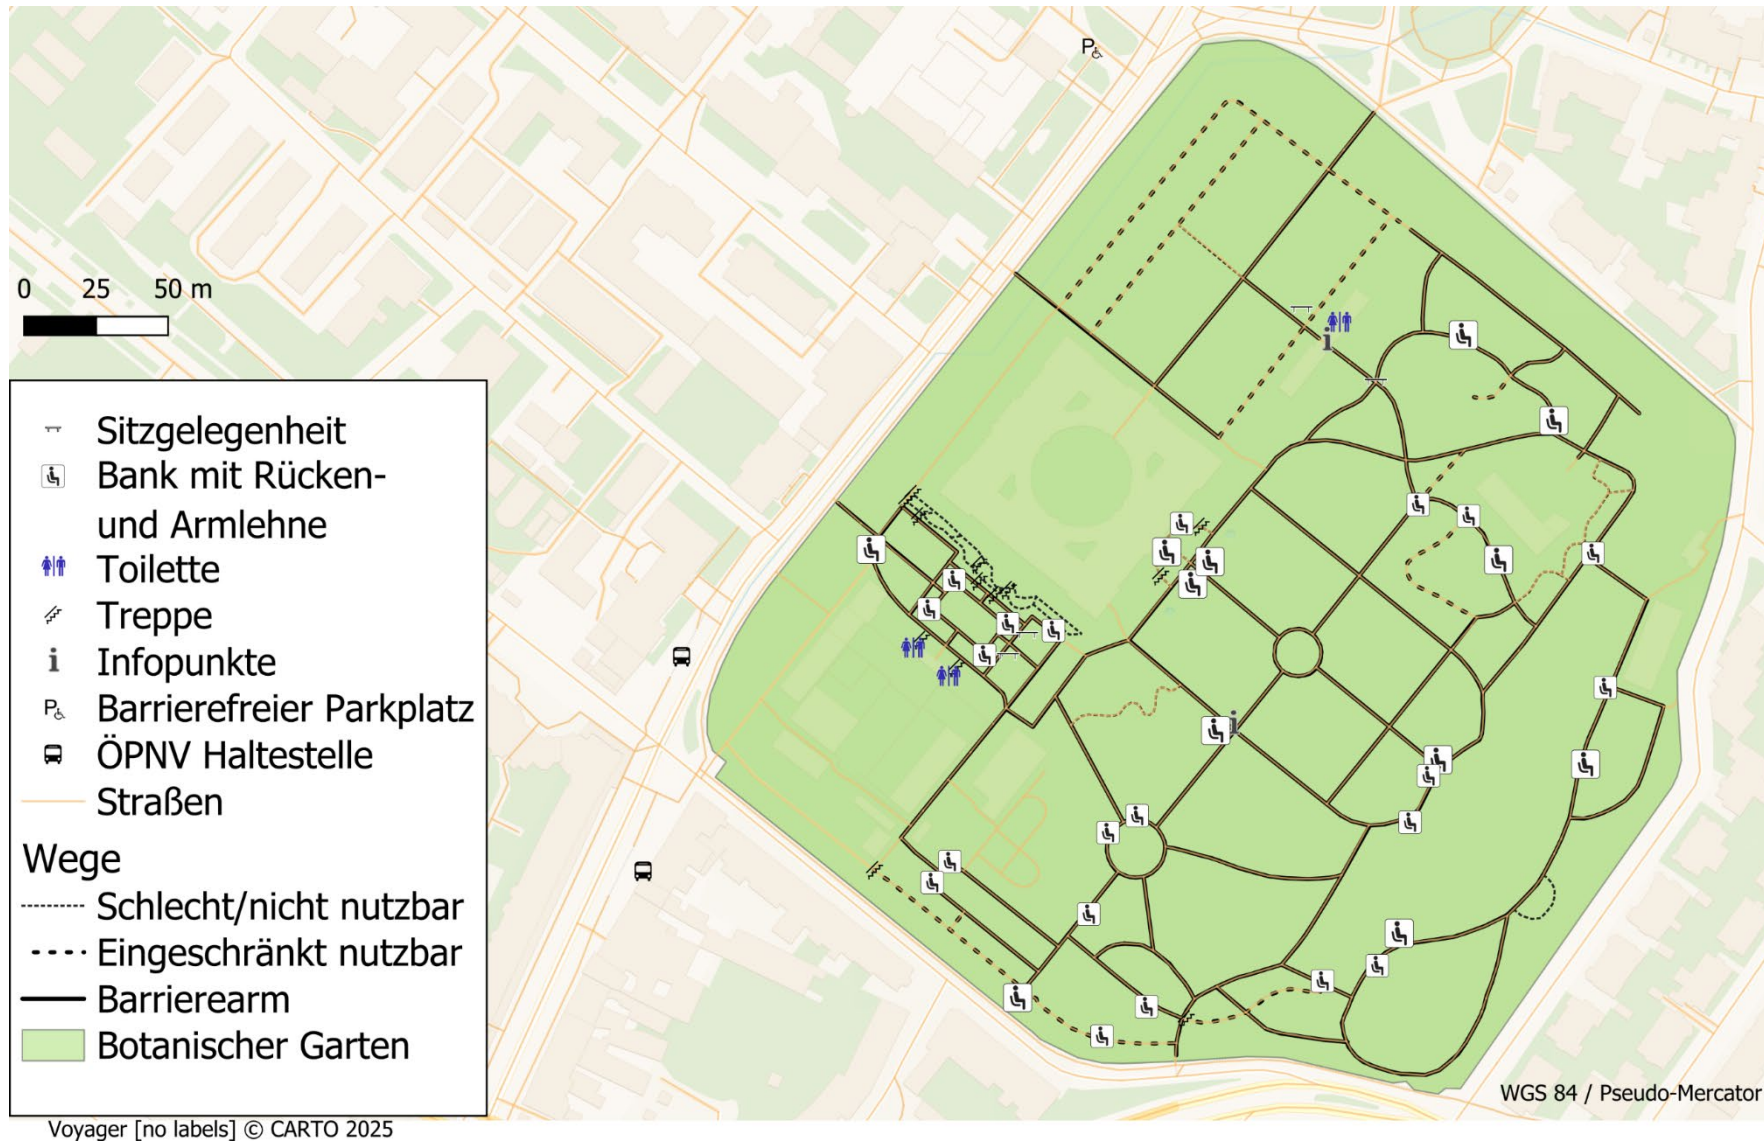 0 25 50 m
Sitzgelegenheit
Bank mit Rücken-
und Armlehne
Toilette
Treppe
i Infopunkte
P Barrierefreier Parkplatz
ÖPNV Haltestelle
Straßen
Wege
Schlecht/nicht nutzbar
Eingeschränkt nutzbar
Barrierearm
Botanischer Garten
P
i
i
WGS 84 / Pseudo-Mercator
Voyager [no labels] © CARTO 2025